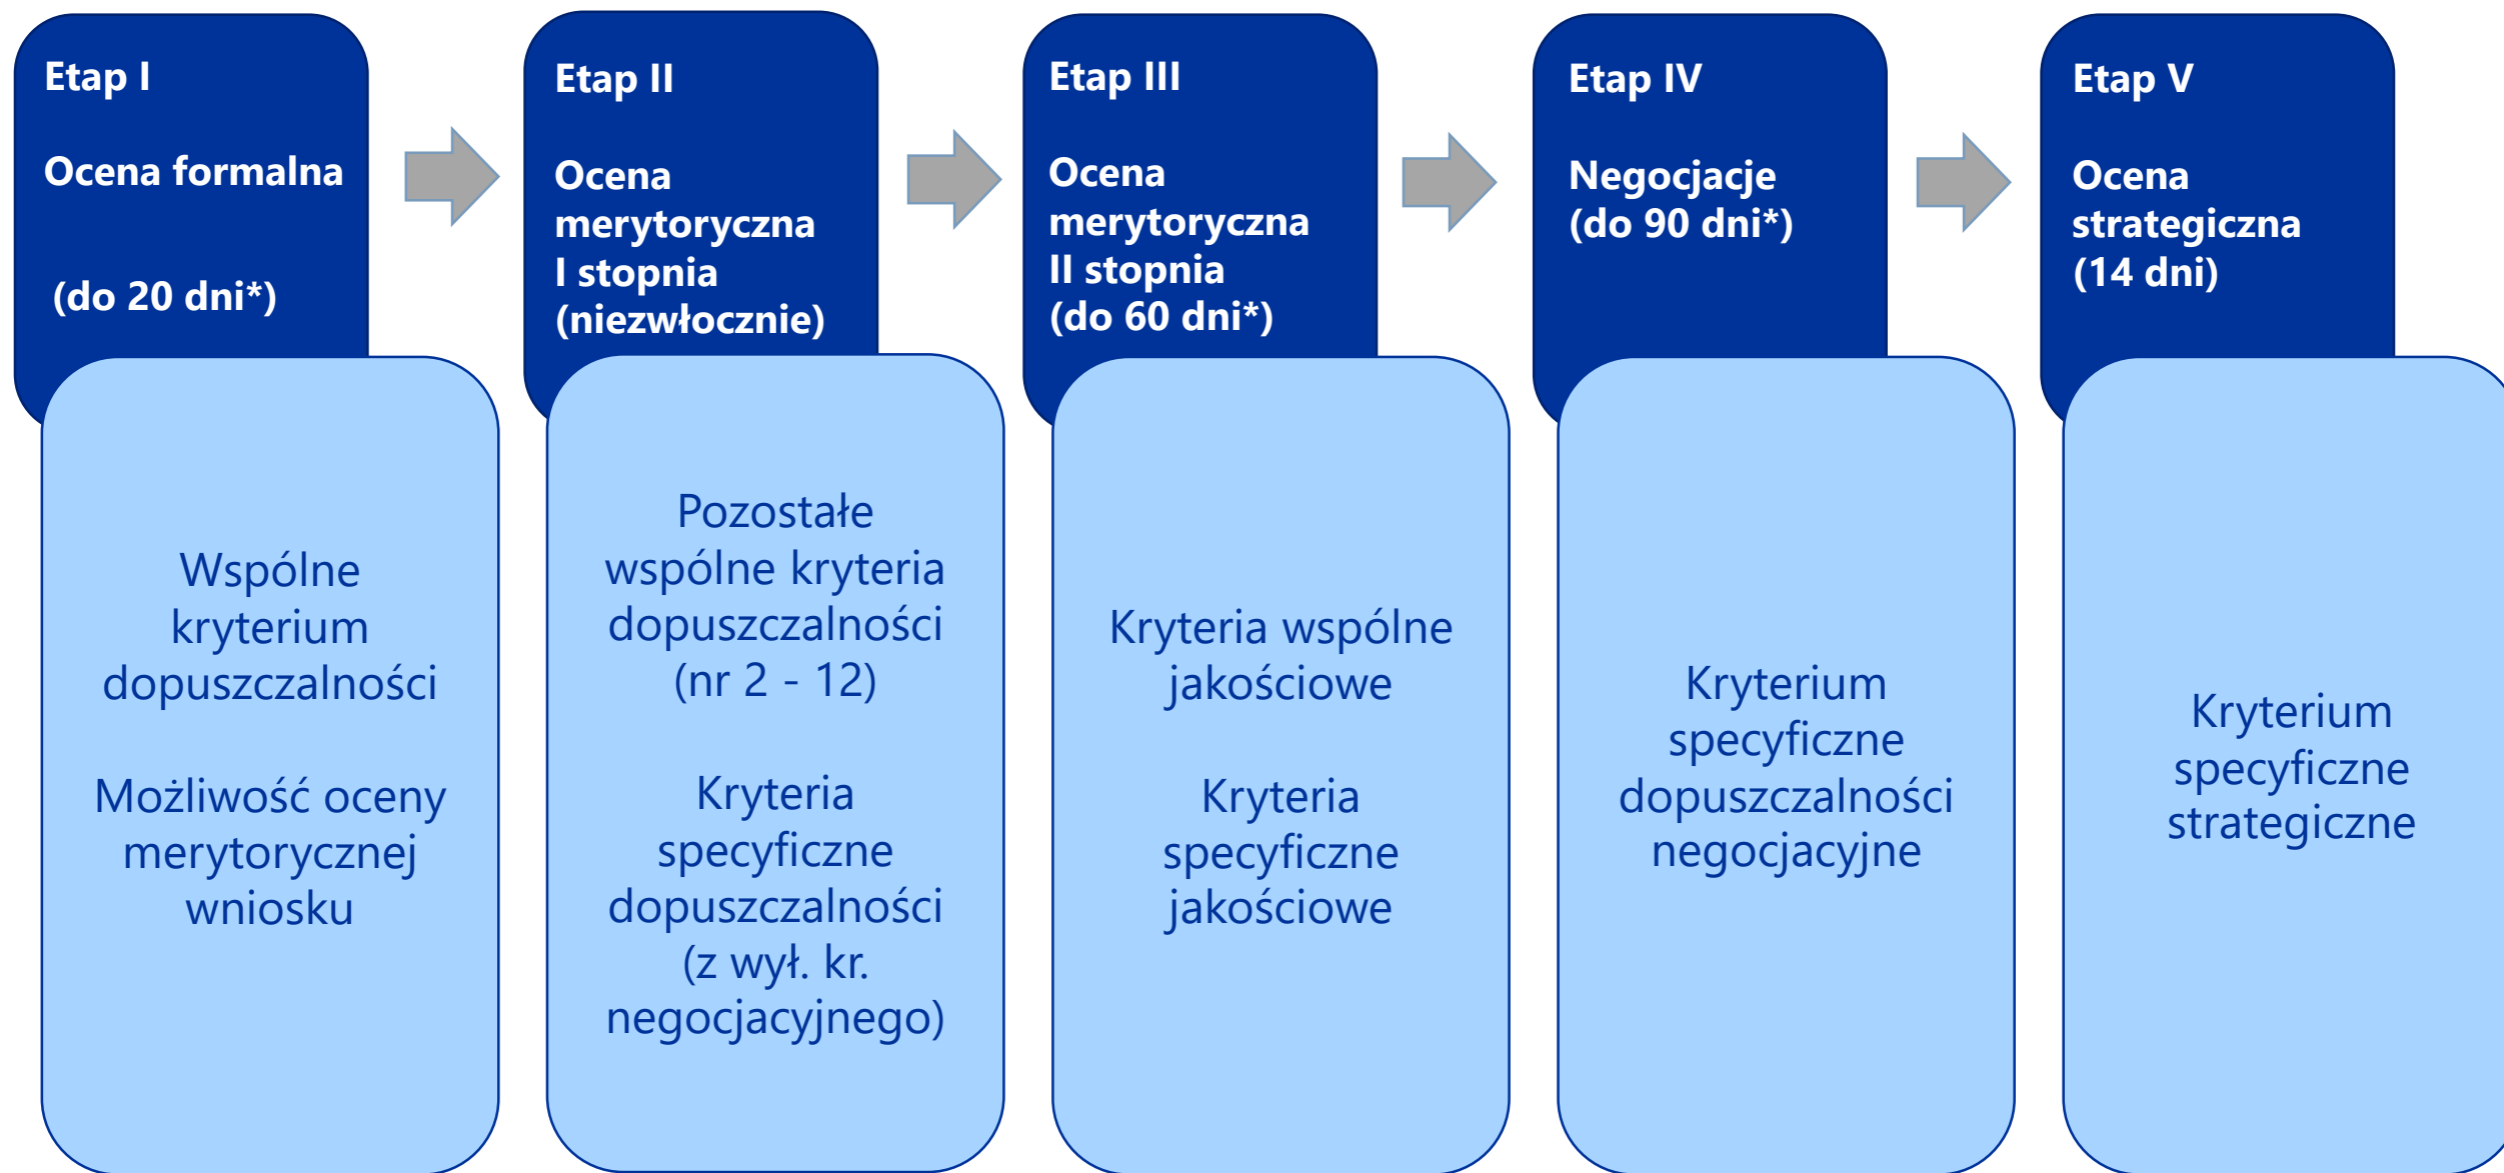 Etap I
Ocena formalna
(do 20 dni*)
Wspólne
kryterium
dopuszczalności
Możliwość oceny
merytorycznej
wniosku
Etap II
Ocena
merytoryczna
I stopnia
(niezwłocznie)
Pozostałe
wspólne kryteria
dopuszczalności
(nr 2 - 12)
Kryteria
specyficzne
dopuszczalności
(z wył. kr.
negocjacyjnego)
Etap III
Ocena
merytoryczna
II stopnia
(do 60 dni*)
Kryteria wspólne
jakościowe
Kryteria
specyficzne
jakościowe
Etap IV
Negocjacje
(do 90 dni*)
Kryterium
specyficzne
dopuszczalności
negocjacyjne
Etap V
Ocena
strategiczna
(14 dni)
Kryterium
specyficzne
strategiczne